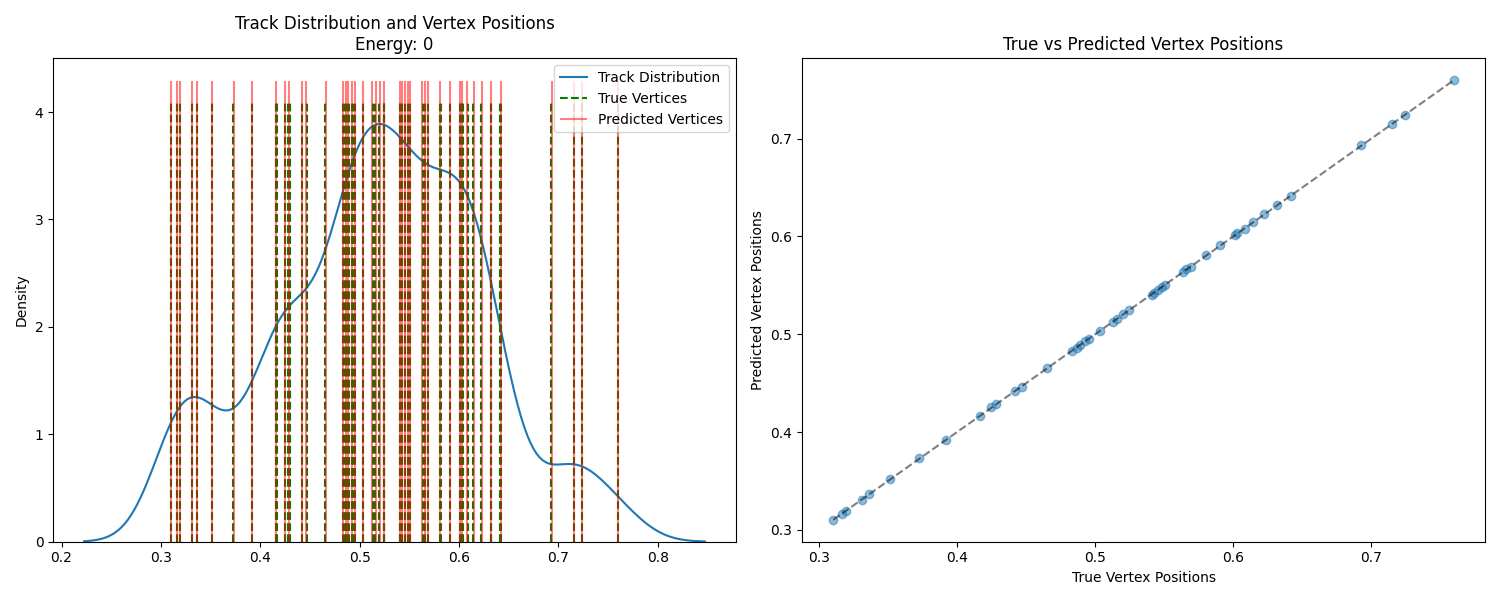 Track Distribution and Vertex Positions
Energy: 0
Track Distribution
True Vertices
Predicted Vertices
Density
4
3
2
1
0
0.2 0.3 0.4 0.5 0.6 0.7 0.8
True vs Predicted Vertex Positions
Predicted Vertex Positions
0.7
0.6
0.5
0.4
0.3
0.3 0.4 0.5 0.6 0.7
True Vertex Positions